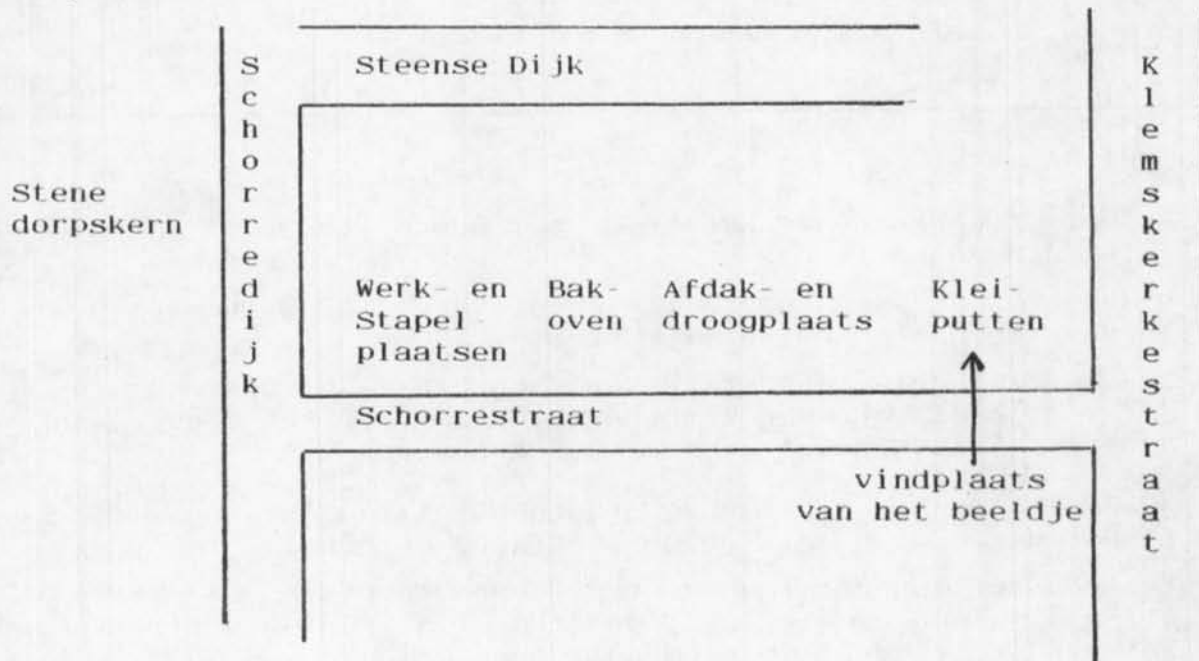 Steense Dijk
Schorredijk
Klemskerkestraat
Stene
dorpskern
Werk- en Bak- Afdak- en Klei-
Stapel oven droogplaats putten
plaatsen
Schorrestraat
vindplaats
van het beeldje